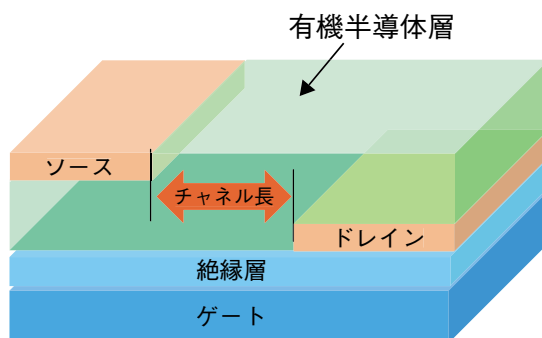 有機半導体層
ソース
チャネル長
ドレイン
絶縁層
ゲート